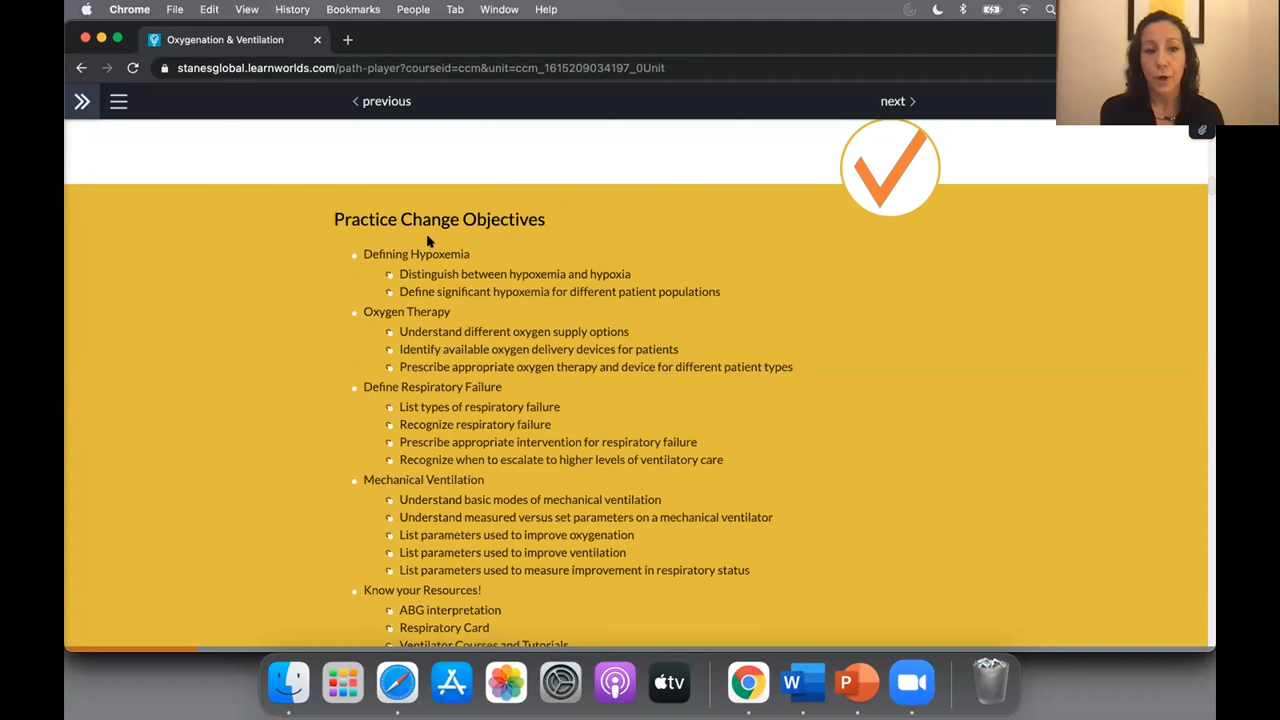 Chrome File Edit View History Bookmarks People Tab Window Help
Oxygenation & Ventilation
stanesglobal.learnworlds.com/path-player?courseid=ccm&unit=ccm_1615209034197_0Unit
previous next
Practice Change Objectives
Defining Hypoxemia
Distinguish between hypoxemia and hypoxia
Define significant hypoxemia for different patient populations
Oxygen Therapy
Understand different oxygen supply options
Identify available oxygen delivery devices for patients
Prescribe appropriate oxygen therapy and device for different patient types
Define Respiratory Failure
List types of respiratory failure
Recognize respiratory failure
Prescribe appropriate intervention for respiratory failure
Recognize when to escalate to higher levels of ventilatory care
Mechanical Ventilation
Understand basic modes of mechanical ventilation
Understand measured versus set parameters on a mechanical ventilator
List parameters used to improve oxygenation
List parameters used to improve ventilation
List parameters used to measure improvement in respiratory status
Know your Resources!
ABG interpretation
Respiratory Card
Ventilator Courses and Tutorials
tv W P